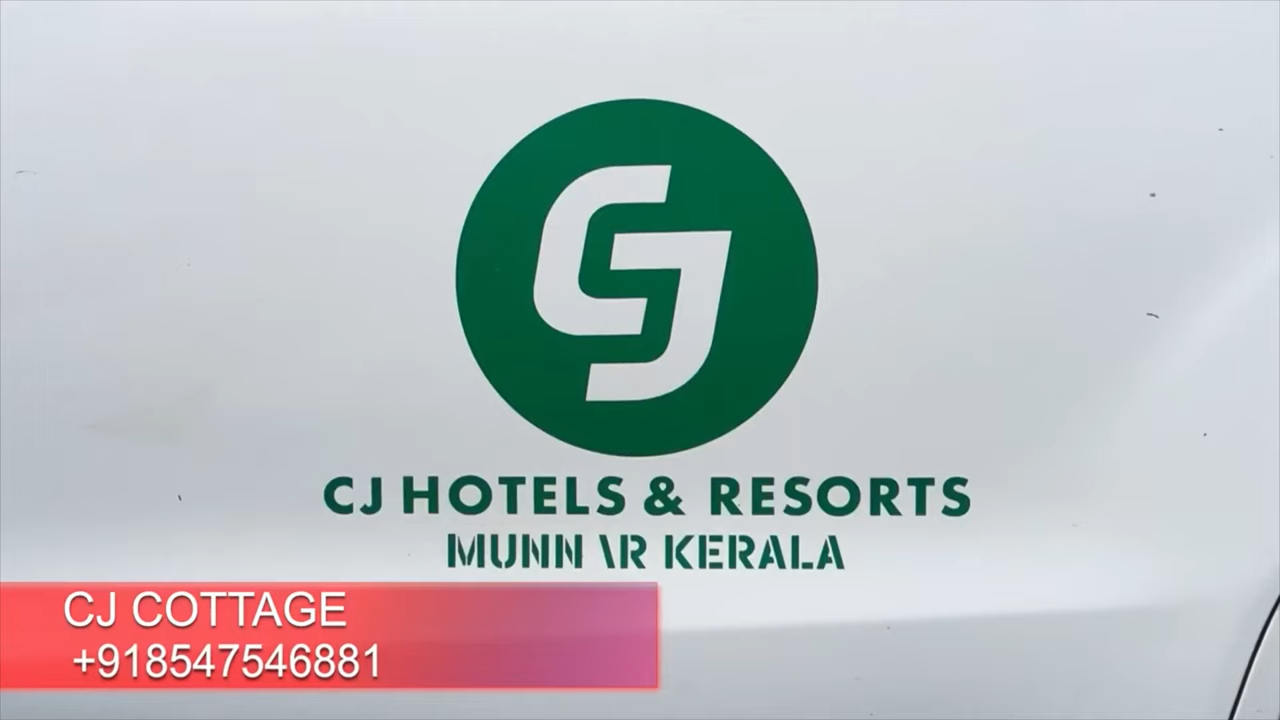 CJ
CJ HOTELS & RESORTS
MUNNAR KERALA
CJ COTTAGE
+918547546881